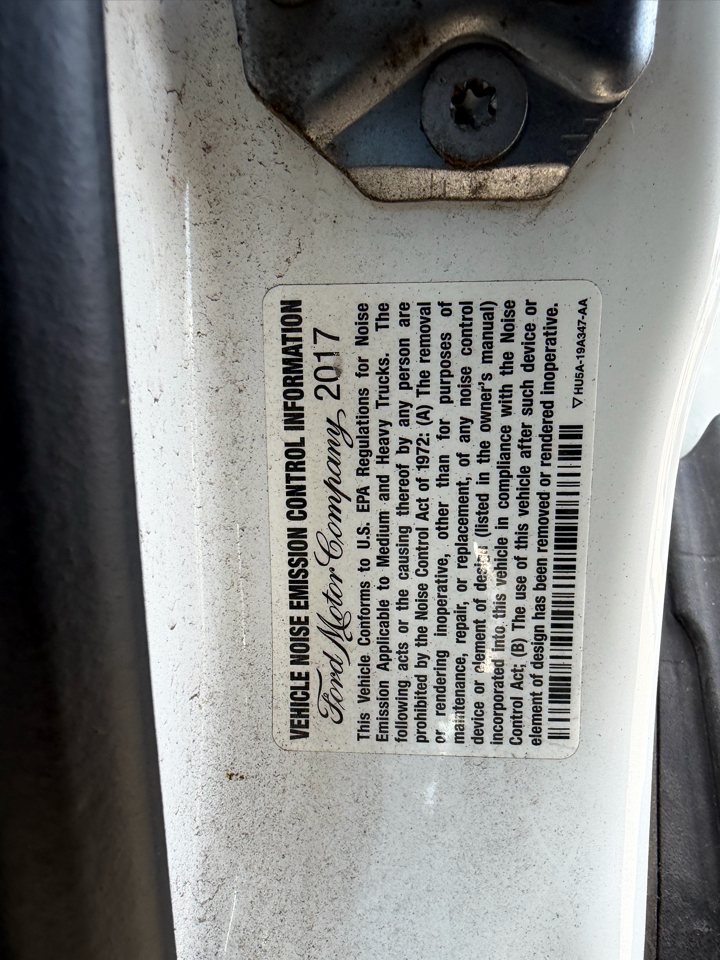 VEHICLE NOISE EMISSION CONTROL INFORMATION
Ford Motor Company 2017
This Vehicle Conforms to U.S. EPA Regulations for Noise
Emission Applicable to Medium and Heavy Trucks. The
following acts or the causing thereof by any person are
prohibited by the Noise Control Act of 1972: (A) The removal
or rendering inoperative, other than for purposes of
maintenance, repair, or replacement, of any noise control
device or element of design (listed in the owner's manual)
incorporated into this vehicle in compliance with the Noise
Control Act; (B) The use of this vehicle after such device or
element of design has been removed or rendered inoperative.
▽ HU5A-19A347-AA